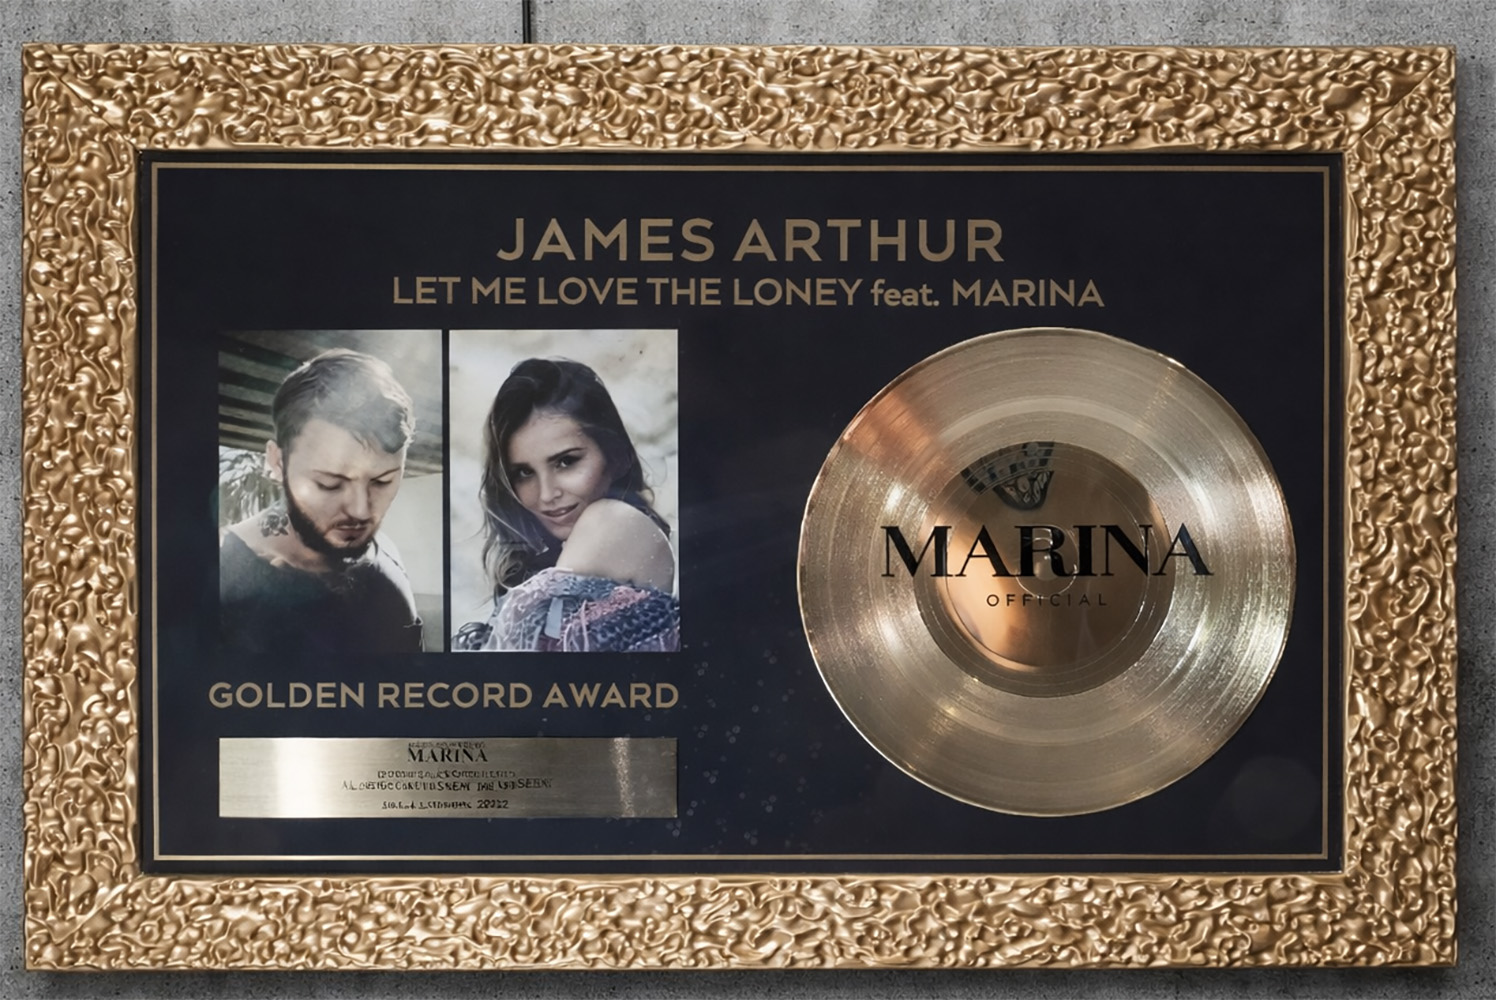 JAMES ARTHUR
LET ME LOVE THE LONEY feat. MARINA
MARINA
OFFICIAL
GOLDEN RECORD AWARD
MARINA